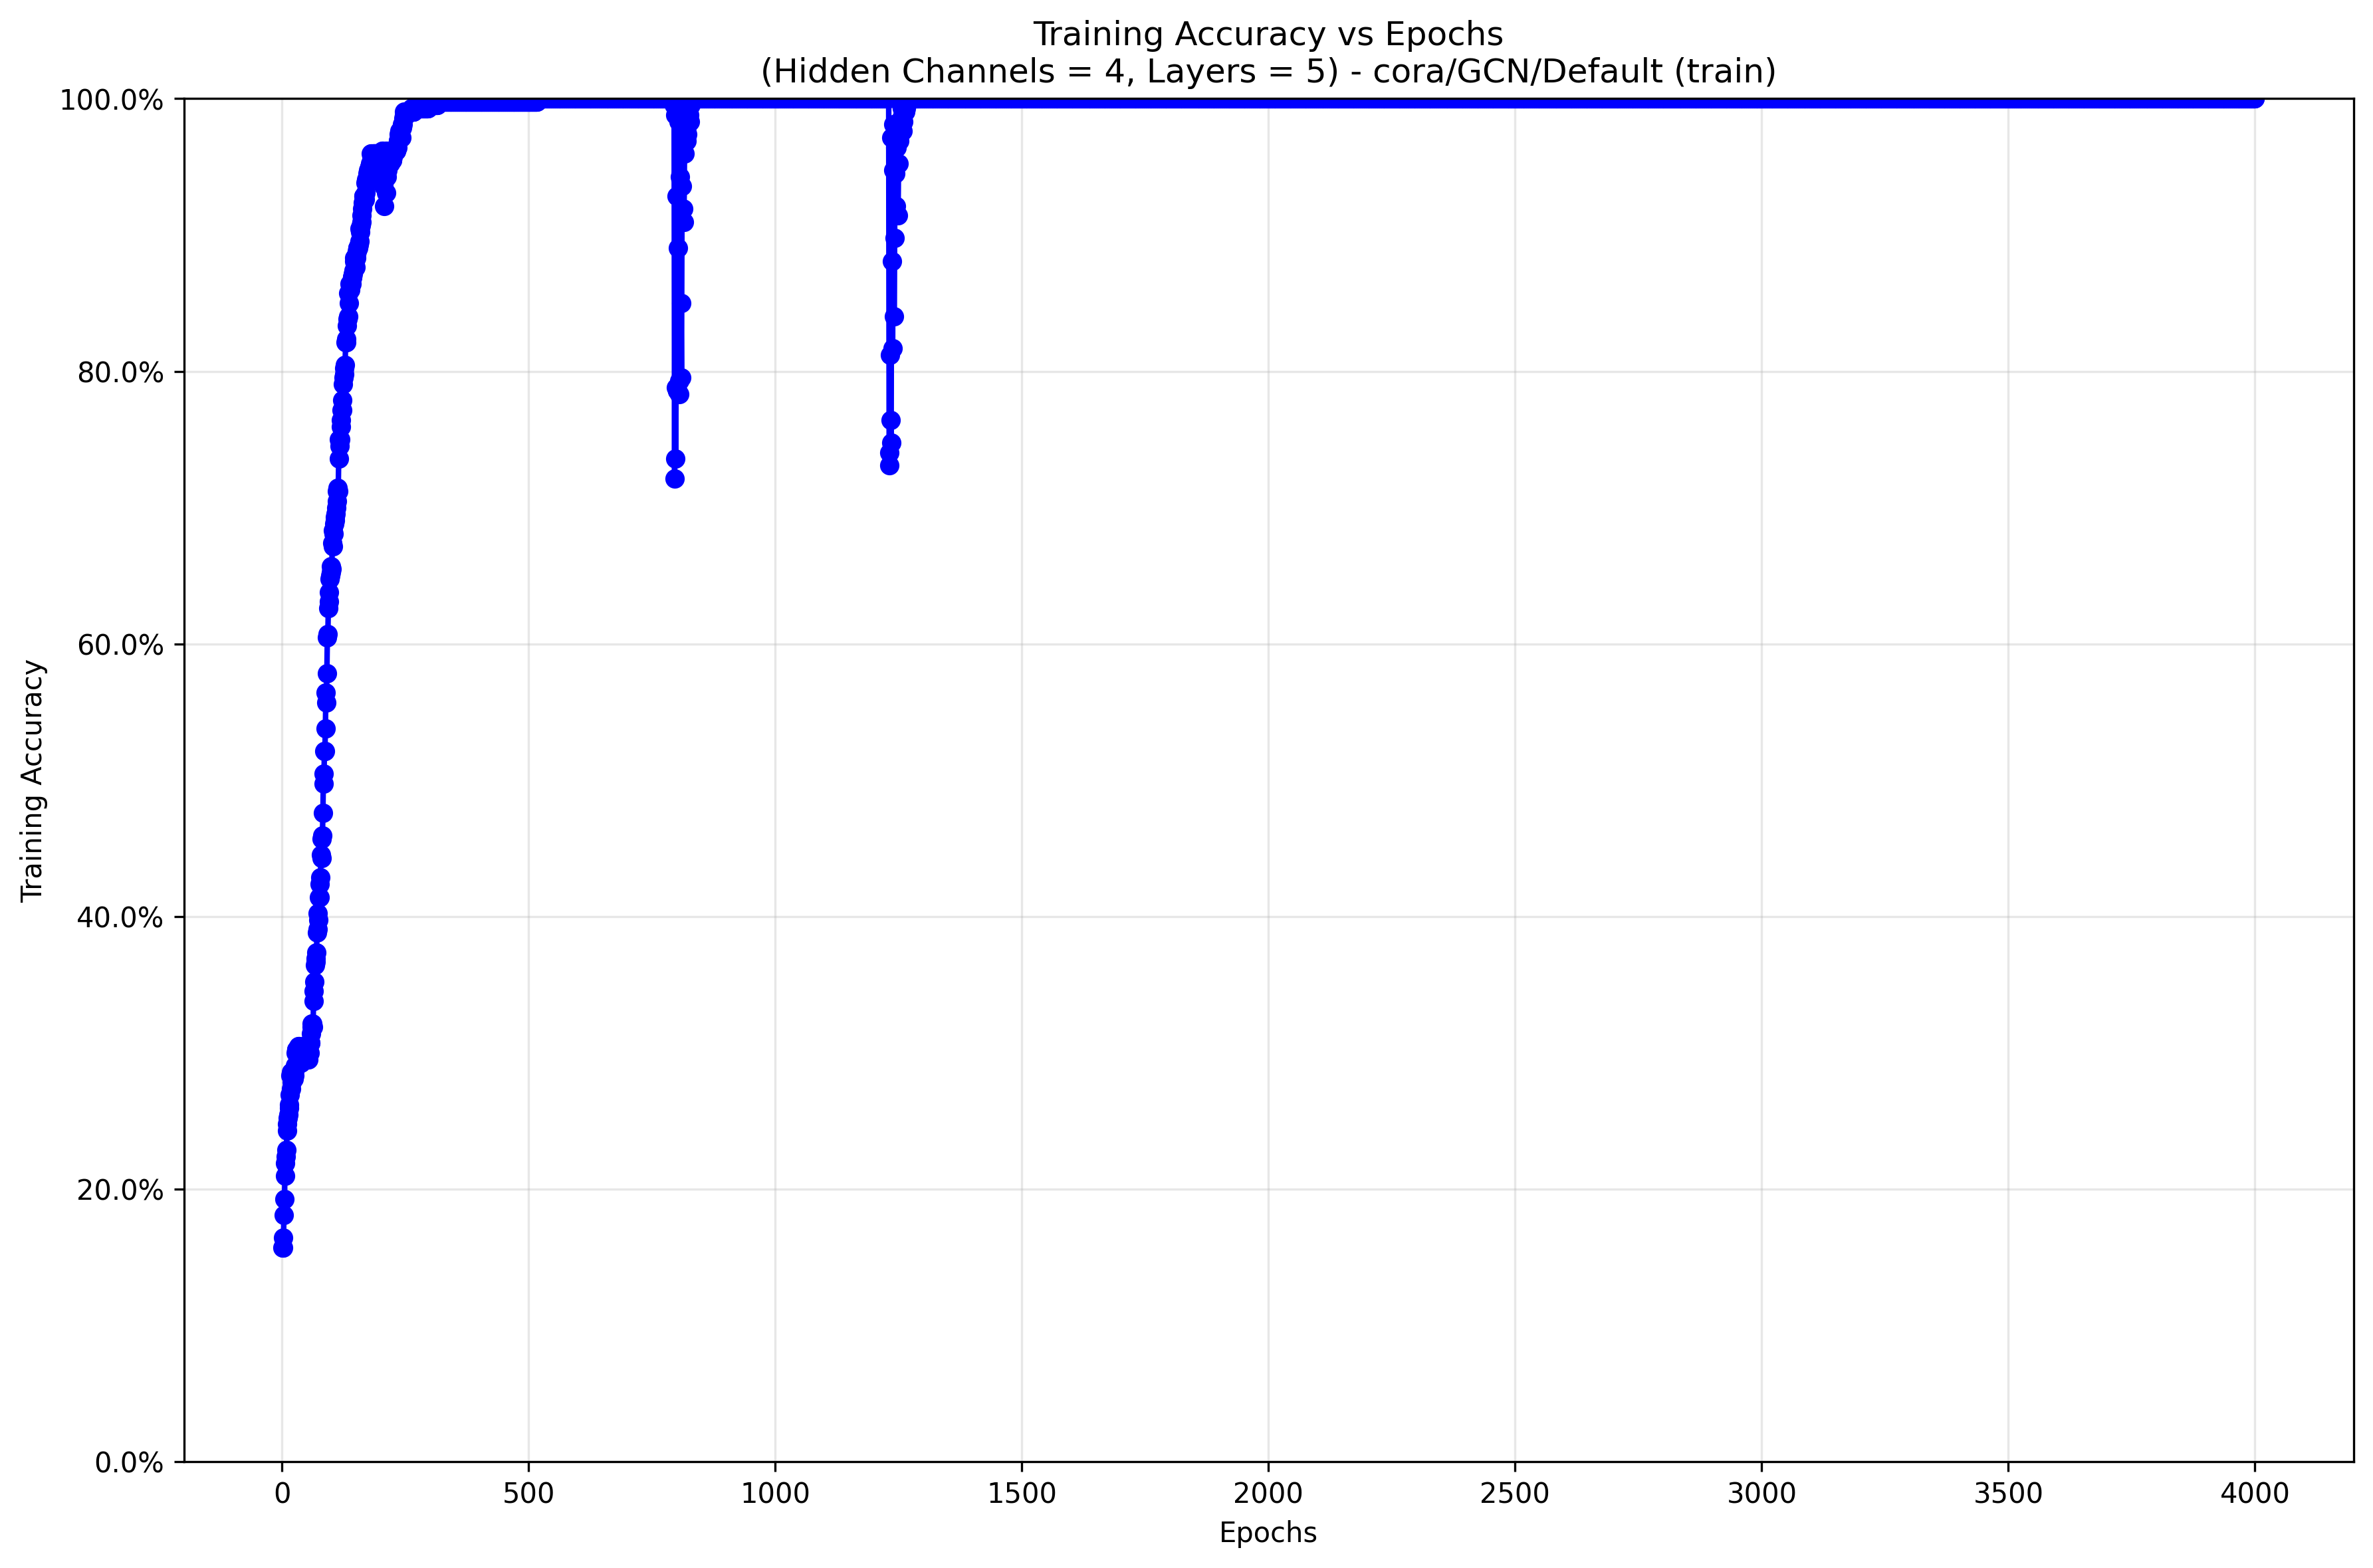 Training Accuracy vs Epochs
(Hidden Channels = 4, Layers = 5) - cora/GCN/Default (train)
100.0%
80.0%
60.0%
40.0%
20.0%
0.0%
Training Accuracy
0 500 1000 1500 2000 2500 3000 3500 4000
Epochs